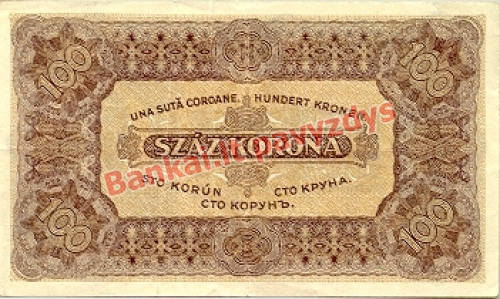 100 100
UNA SUTĂ COROANE. HUNDERT KRONEN.
SZÁZ KORONA
STO KORÚN СТО КРУНА.
СТО КОРУНЪ.
100 100
Bankai.lt pavyzdys